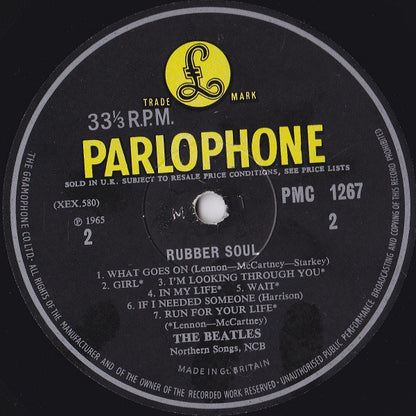 TRADE MARK
33⅓ R.P.M.
PARLOPHONE
SOLD IN U.K. SUBJECT TO RESALE PRICE CONDITIONS, SEE PRICE LISTS
(XEX.580)
PMC 1267
℗ 1965
2
2
RUBBER SOUL
1. WHAT GOES ON (Lennon—McCartney—Starkey)
2. GIRL* 3. I'M LOOKING THROUGH YOU*
4. IN MY LIFE* 5. WAIT*
6. IF I NEEDED SOMEONE (Harrison)
7. RUN FOR YOUR LIFE*
(*Lennon—McCartney)
THE BEATLES
Northern Songs, NCB
MADE IN Gt. BRITAIN
THE GRAMOPHONE CO LTD· ALL RIGHTS OF THE MANUFACTURER AND OF THE OWNER OF THE RECORDED WORK RESERVED· UNAUTHORISED PUBLIC PERFORMANCE BROADCASTING AND COPYING OF THIS RECORD PROHIBITED